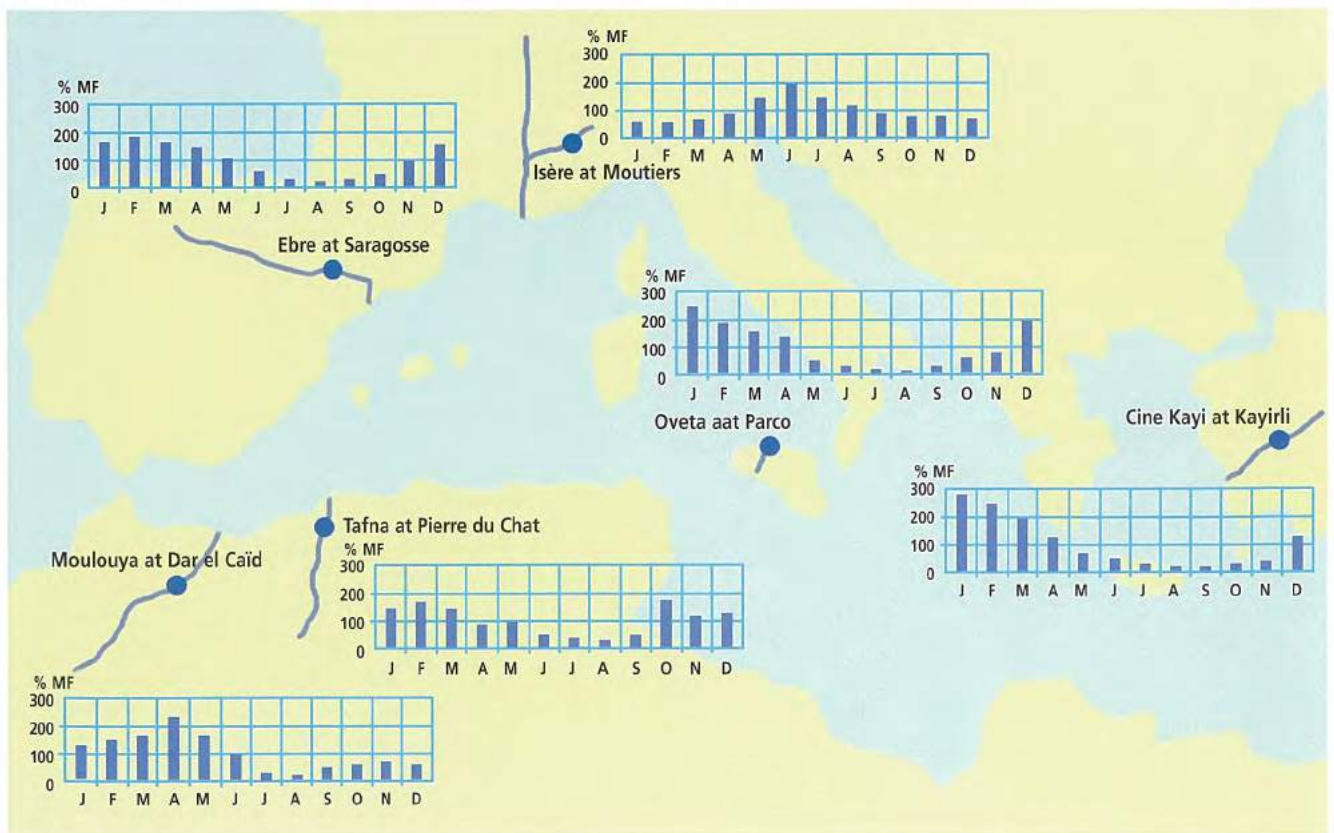 % MF
300
200
100
0
J F M A M J J A S O N D
Isère at Moutiers
% MF
300
200
100
0
J F M A M J J A S O N D
Ebre at Saragosse
% MF
300
200
100
0
J F M A M J J A S O N D
Oveta aat Parco
Cine Kayi at Kayirli
300
200
100
0
J F M A M J J A S O N D
Tafna at Pierre du Chat
% MF
300
200
100
0
J F M A M J J A S O N D
Moulouya at Dar el Caïd
% MF
300
200
100
0
J F M A M J J A S O N D